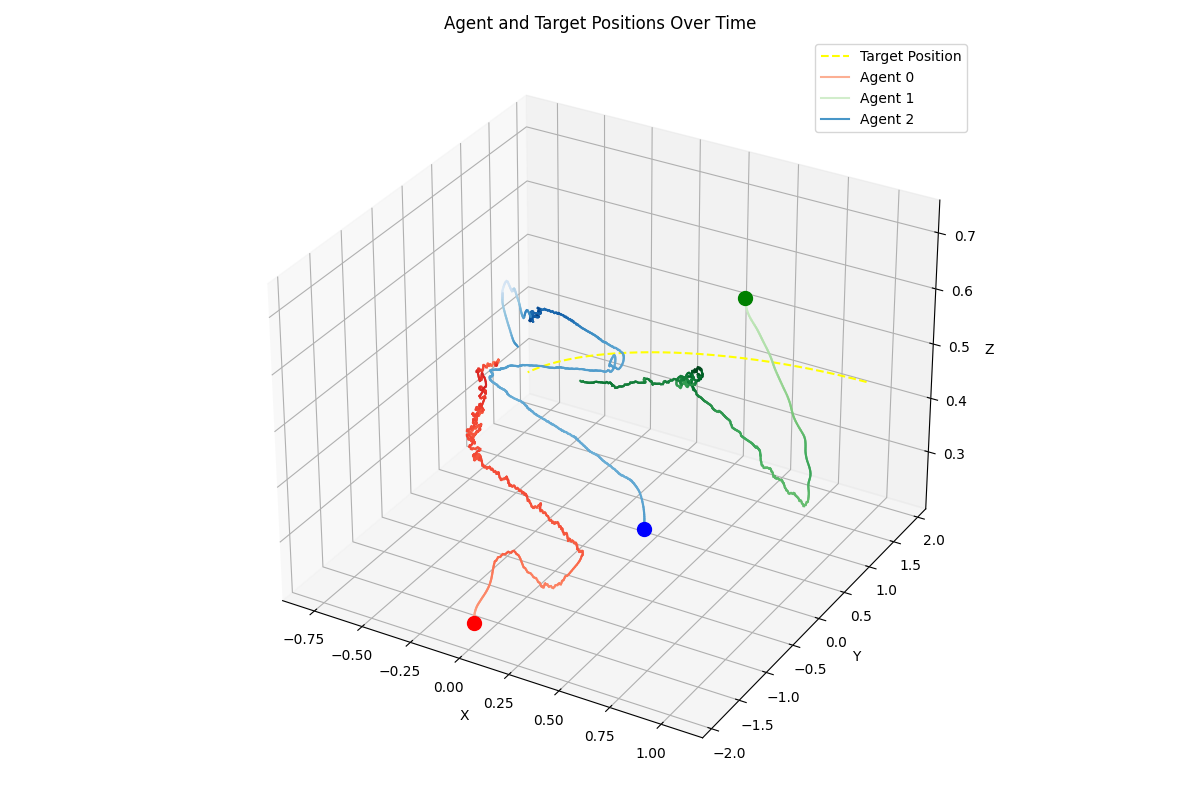 Agent and Target Positions Over Time
Target Position
Agent 0
Agent 1
Agent 2
0.7
0.6
0.5
0.4
0.3
Z
2.0
1.5
1.0
0.5
0.0
−0.5
−1.0
−1.5
−2.0
Y
−0.75
−0.50
−0.25
0.00
0.25
0.50
0.75
1.00
X